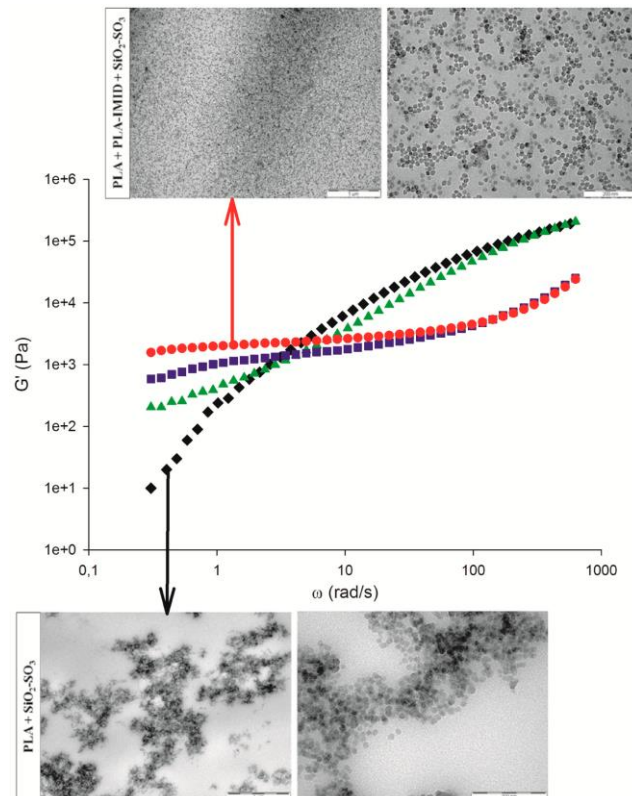 PLA + PLA-IMID + SiO₂-SO₃
1e+6
1e+5
1e+4
1e+3
1e+2
1e+1
1e+0
G' (Pa)
0,1
1
10
100
1000
ω (rad/s)
PLA + SiO₂-SO₃